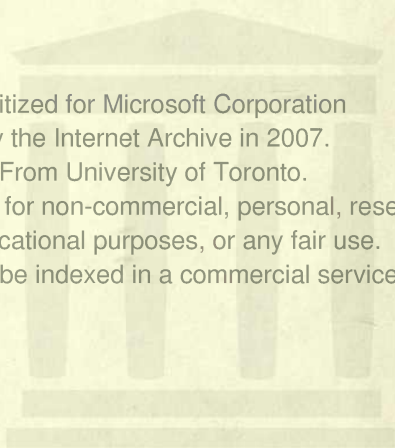 itized for Microsoft Corporation
the Internet Archive in 2007.
From University of Toronto.
for non-commercial, personal, rese
cational purposes, or any fair use.
be indexed in a commercial service